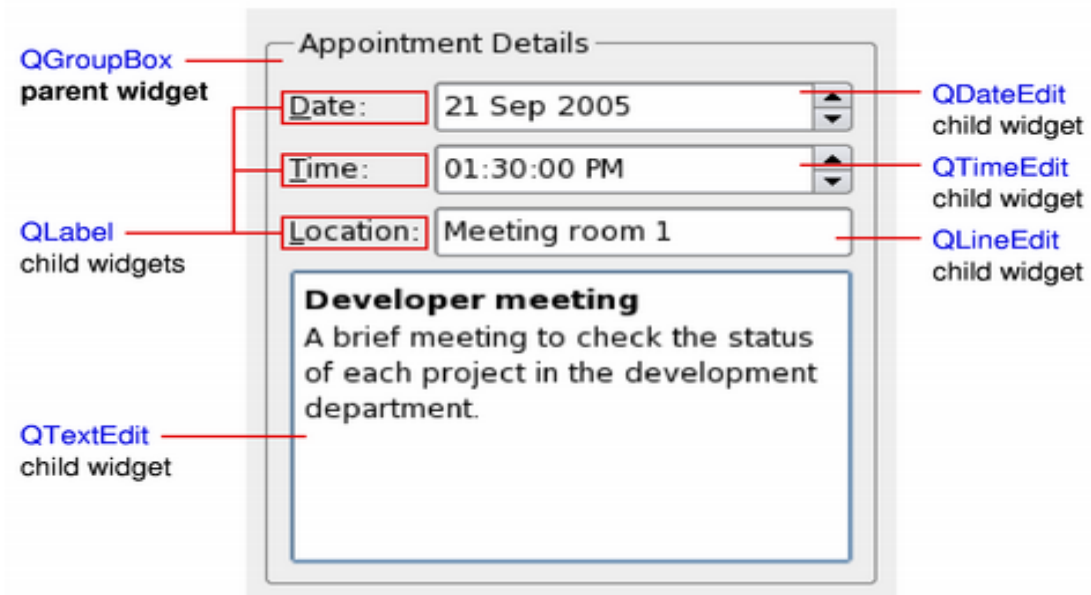 Appointment Details
QGroupBox
parent widget
Date:
21 Sep 2005
QDateEdit
child widget
Time:
01:30:00 PM
QTimeEdit
child widget
QLabel
child widgets
Location:
Meeting room 1
QLineEdit
child widget
Developer meeting
A brief meeting to check the status
of each project in the development
department.
QTextEdit
child widget